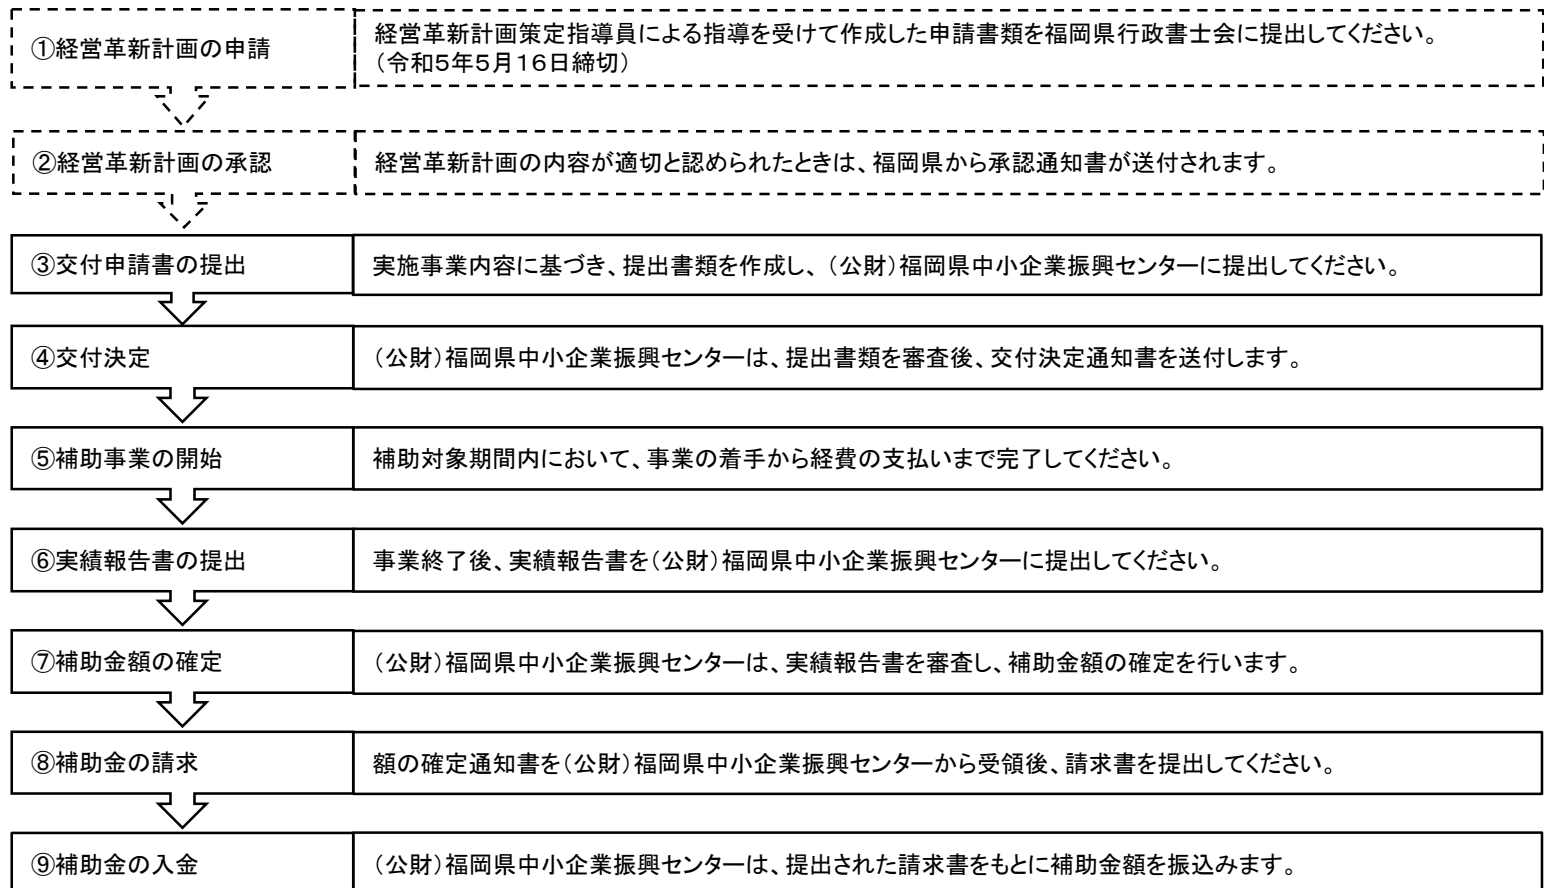 ①経営革新計画の申請
経営革新計画策定指導員による指導を受けて作成した申請書類を福岡県行政書士会に提出してください。
（令和5年5月16日締切）
②経営革新計画の承認
経営革新計画の内容が適切と認められたときは、福岡県から承認通知書が送付されます。
③交付申請書の提出
実施事業内容に基づき、提出書類を作成し、（公財）福岡県中小企業振興センターに提出してください。
④交付決定
（公財）福岡県中小企業振興センターは、提出書類を審査後、交付決定通知書を送付します。
⑤補助事業の開始
補助対象期間内において、事業の着手から経費の支払いまで完了してください。
⑥実績報告書の提出
事業終了後、実績報告書を（公財）福岡県中小企業振興センターに提出してください。
⑦補助金額の確定
（公財）福岡県中小企業振興センターは、実績報告書を審査し、補助金額の確定を行います。
⑧補助金の請求
額の確定通知書を（公財）福岡県中小企業振興センターから受領後、請求書を提出してください。
⑨補助金の入金
（公財）福岡県中小企業振興センターは、提出された請求書をもとに補助金額を振込みます。